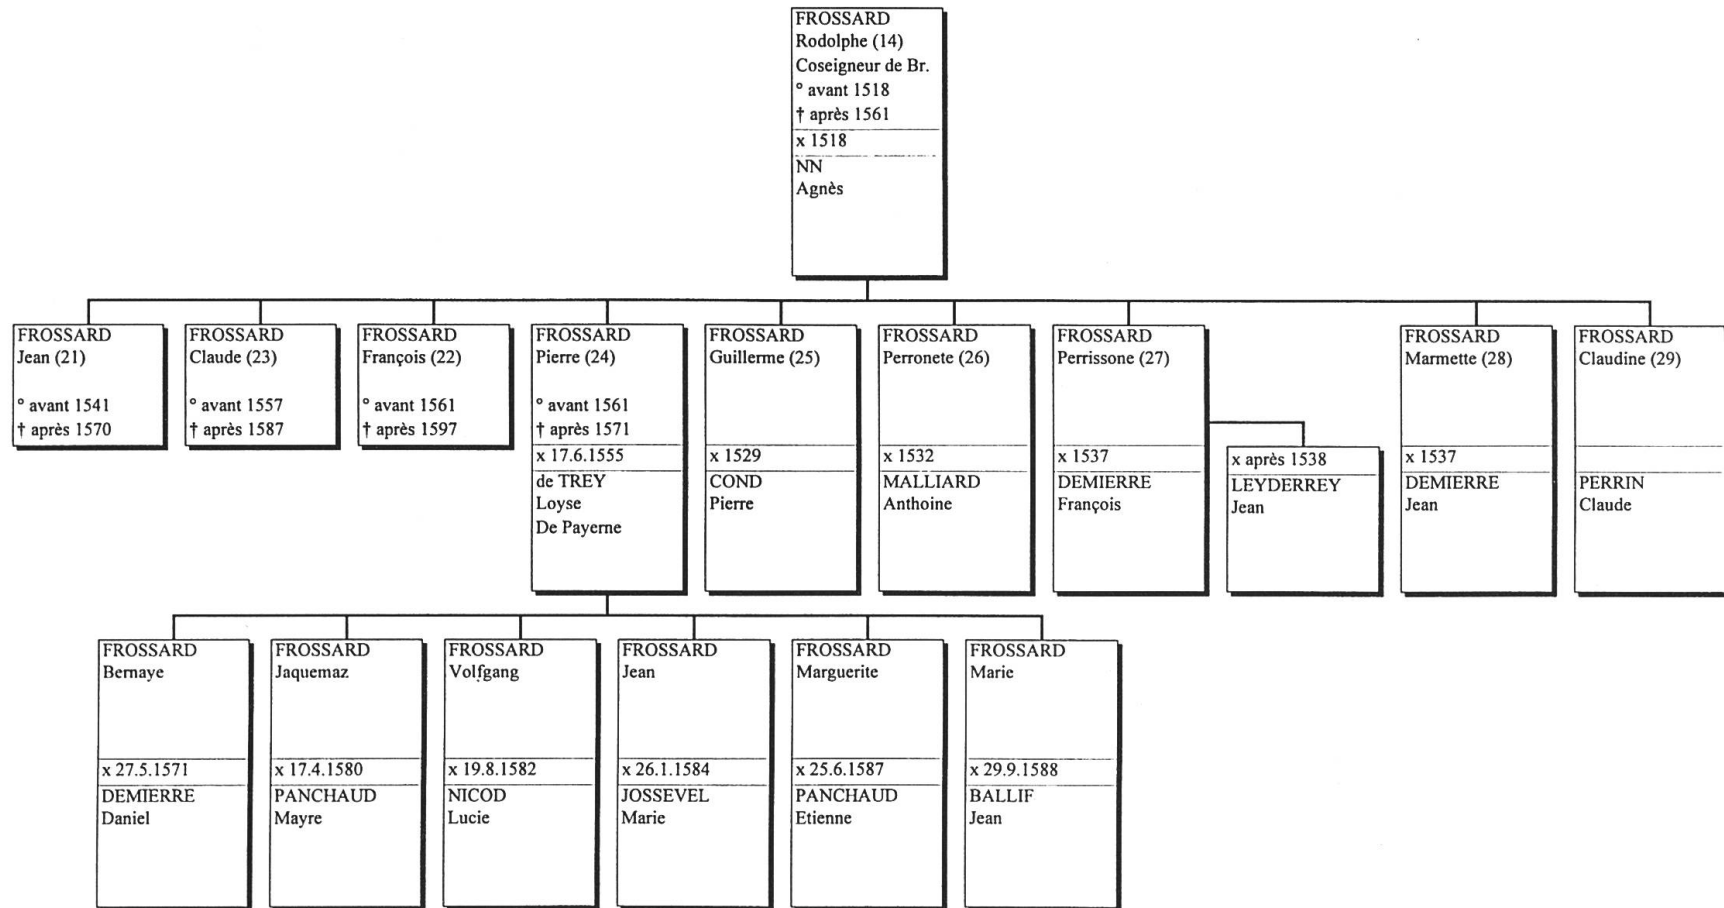 FROSSARD
Rodolphe (14)
Coseigneur de Br.
° avant 1518
† après 1561
x 1518
NN
Agnès
FROSSARD
Jean (21)
° avant 1541
† après 1570
FROSSARD
Claude (23)
° avant 1557
† après 1587
FROSSARD
François (22)
° avant 1561
† après 1597
FROSSARD
Pierre (24)
° avant 1561
† après 1571
x 17.6.1555
de TREY
Loyse
De Payerne
FROSSARD
Guillerme (25)
x 1529
COND
Pierre
FROSSARD
Perronete (26)
x 1532
MALLIARD
Anthoine
FROSSARD
Perrissone (27)
x 1537
DEMIERRE
François
x après 1538
LEYDERREY
Jean
FROSSARD
Marmette (28)
x 1537
DEMIERRE
Jean
FROSSARD
Claudine (29)
PERRIN
Claude
FROSSARD
Bernaye
x 27.5.1571
DEMIERRE
Daniel
FROSSARD
Jaquemaz
x 17.4.1580
PANCHAUD
Mayre
FROSSARD
Volfgang
x 19.8.1582
NICOD
Lucie
FROSSARD
Jean
x 26.1.1584
JOSSEVEL
Marie
FROSSARD
Marguerite
x 25.6.1587
PANCHAUD
Etienne
FROSSARD
Marie
x 29.9.1588
BALLIF
Jean